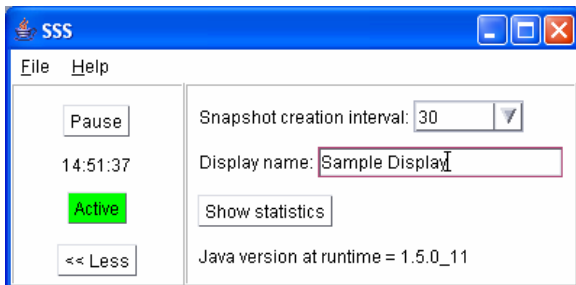 SSS
File Help
Pause
14:51:37
Active
<< Less
Snapshot creation interval: 30
Display name: Sample Display
Show statistics
Java version at runtime = 1.5.0_11